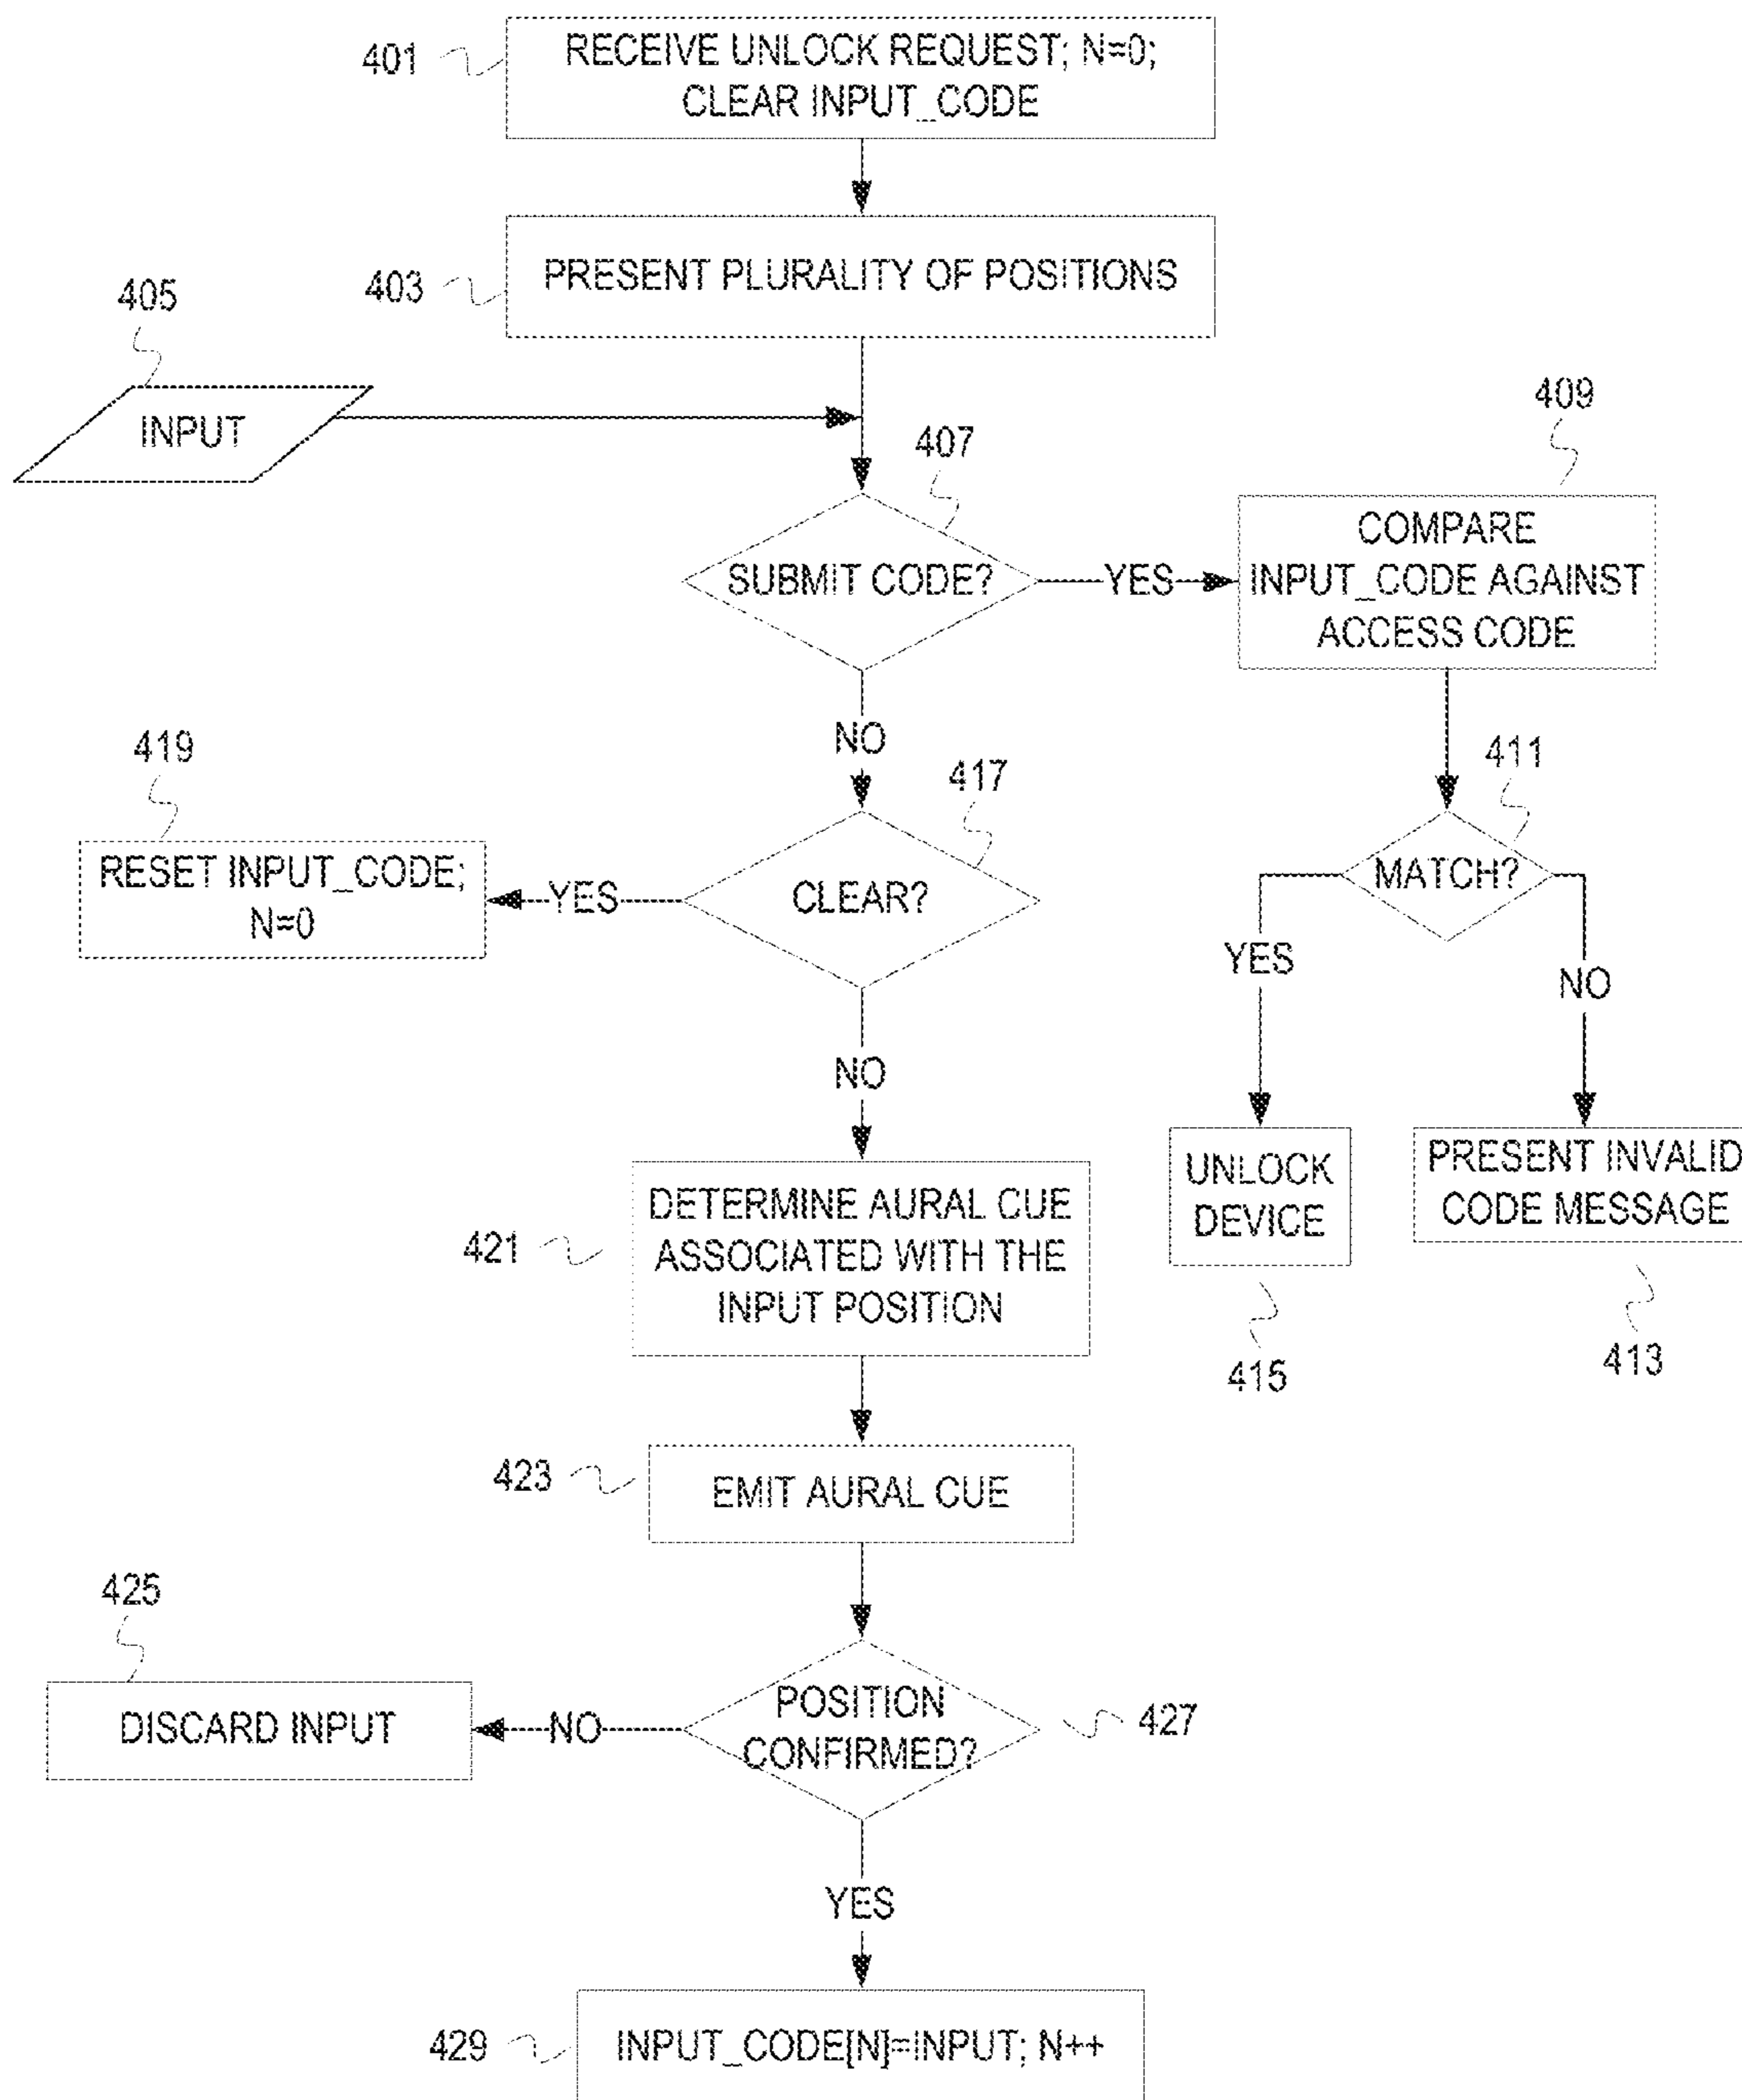 401
RECEIVE UNLOCK REQUEST; N=0;
CLEAR INPUT_CODE
403
PRESENT PLURALITY OF POSITIONS
405
INPUT
407
SUBMIT CODE?
YES
409
COMPARE
INPUT_CODE AGAINST
ACCESS CODE
NO
411
MATCH?
YES
NO
419
RESET INPUT_CODE;
N=0
YES
417
CLEAR?
NO
UNLOCK
DEVICE
415
PRESENT INVALID
CODE MESSAGE
413
421
DETERMINE AURAL CUE
ASSOCIATED WITH THE
INPUT POSITION
423
EMIT AURAL CUE
425
DISCARD INPUT
NO
POSITION
CONFIRMED?
427
YES
429
INPUT_CODE[N]=INPUT; N++